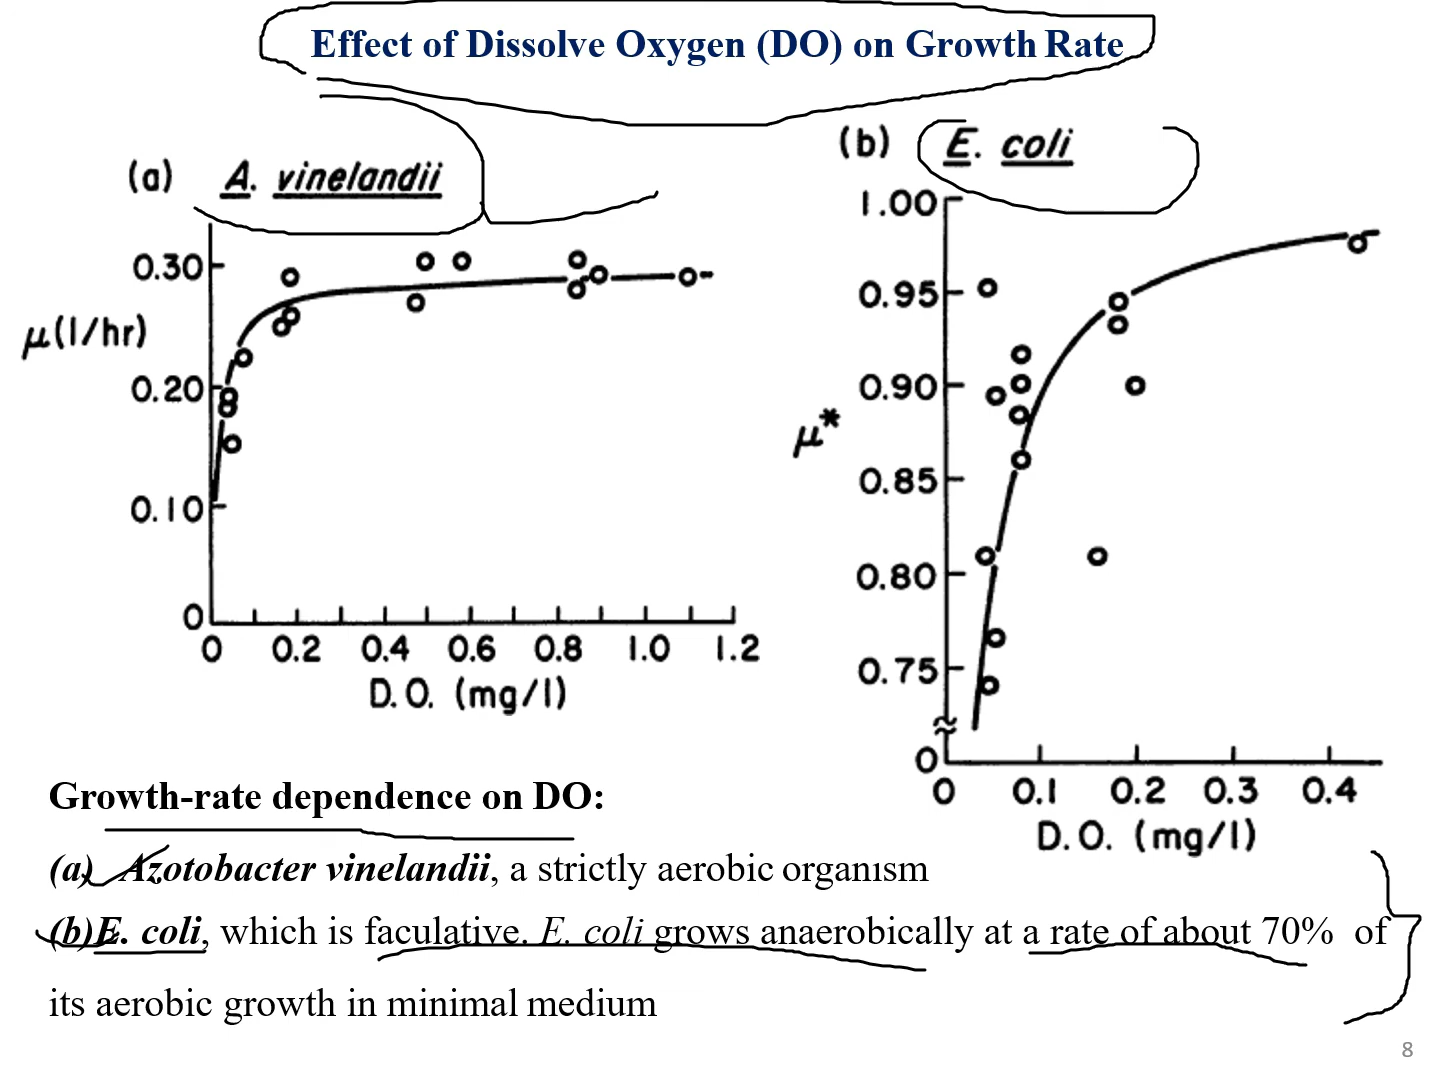 Effect of Dissolve Oxygen (DO) on Growth Rate
(a) A. vinelandii
0.30
μ(1/hr)
0.20
0.10
0
0 0.2 0.4 0.6 0.8 1.0 1.2
D.O. (mg/l)
(b) E. coli
1.00
0.95
0.90
μ*
0.85
0.80
0.75
0
0 0.1 0.2 0.3 0.4
D.O. (mg/l)
Growth-rate dependence on DO:
(a) Azotobacter vinelandii, a strictly aerobic organism
(b)E. coli, which is faculative. E. coli grows anaerobically at a rate of about 70% of
its aerobic growth in minimal medium
8